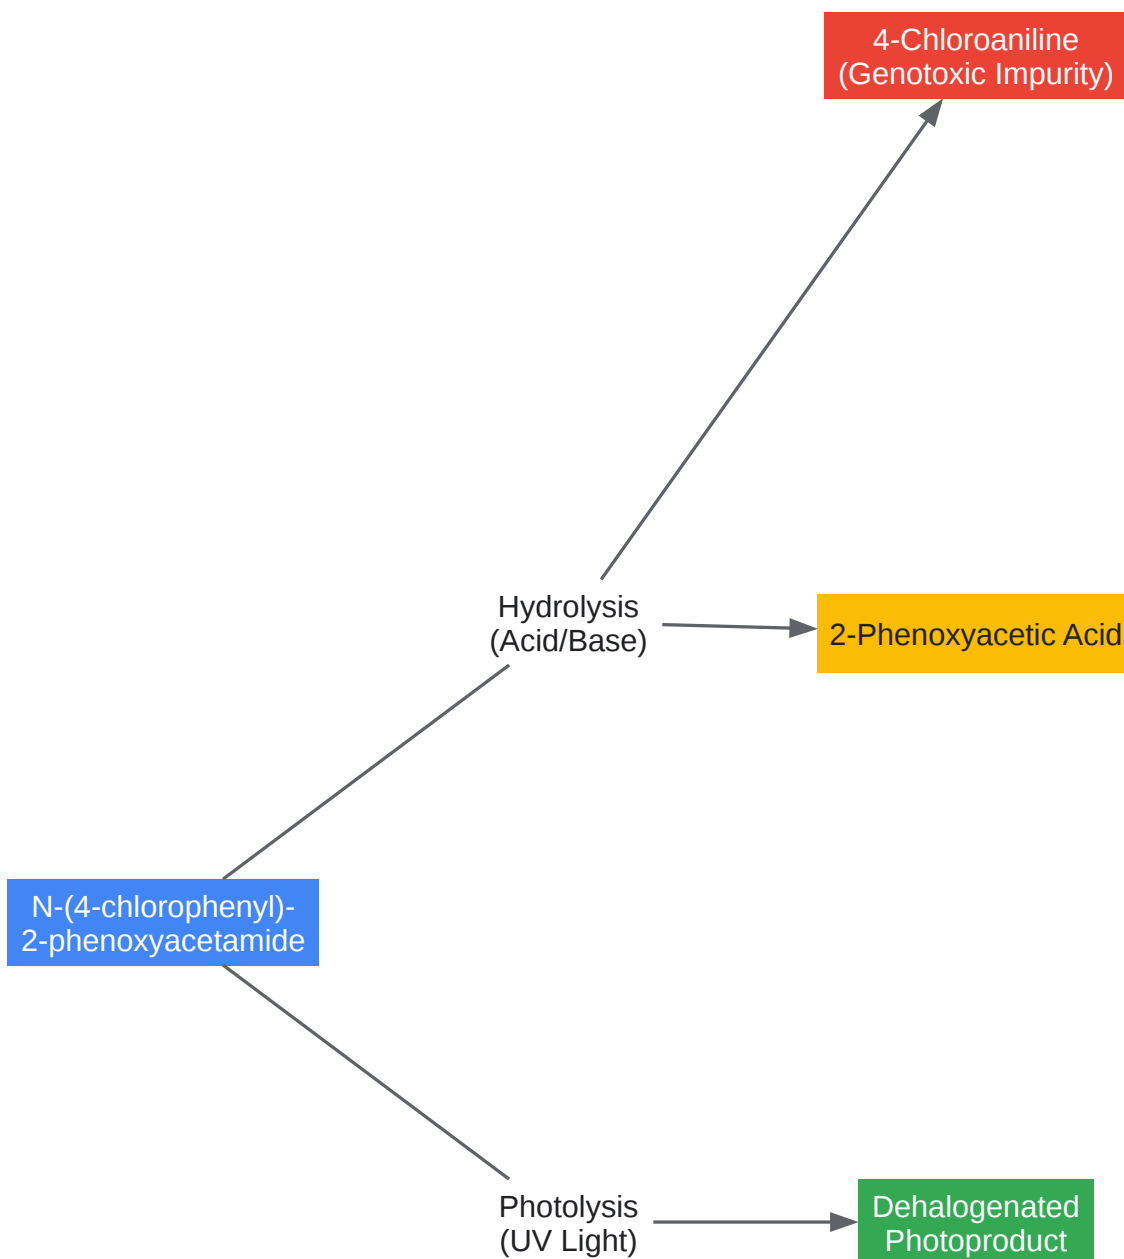 4-Chloroaniline
(Genotoxic Impurity)
Hydrolysis
(Acid/Base)
2-Phenoxyacetic Acid
N-(4-chlorophenyl)-
2-phenoxyacetamide
Photolysis
(UV Light)
Dehalogenated
Photoproduct